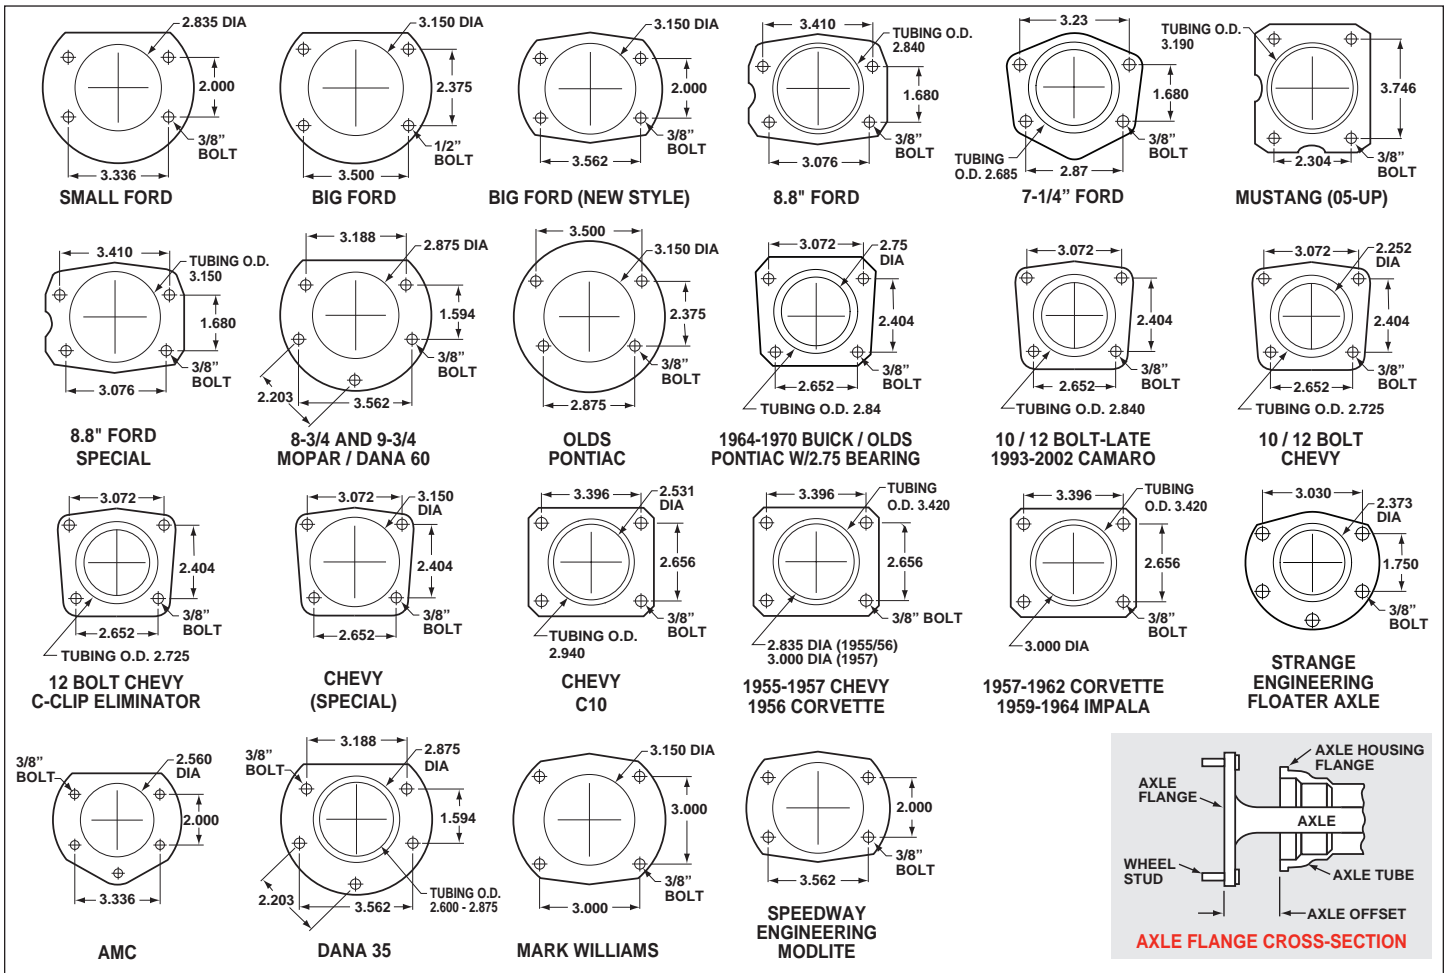 2.835 DIA
2.000
3/8”
BOLT
3.336
SMALL FORD
3.150 DIA
2.375
1/2”
BOLT
3.500
BIG FORD
3.150 DIA
2.000
3/8”
BOLT
3.562
BIG FORD (NEW STYLE)
3.410
TUBING O.D.
2.840
1.680
3/8”
BOLT
3.076
8.8" FORD
3.23
1.680
3/8”
BOLT
TUBING
O.D. 2.685
2.87
7-1/4” FORD
TUBING O.D.
3.190
3.746
2.304
3/8”
BOLT
MUSTANG (05-UP)
3.410
TUBING O.D.
3.150
1.680
3/8”
BOLT
3.076
8.8" FORD
SPECIAL
3.188
2.875 DIA
1.594
3/8”
BOLT
2.203
3.562
8-3/4 AND 9-3/4
MOPAR / DANA 60
3.500
3.150 DIA
2.375
3/8”
BOLT
2.875
OLDS
PONTIAC
3.072
2.75
DIA
2.404
3/8”
BOLT
2.652
TUBING O.D. 2.84
1964-1970 BUICK / OLDS
PONTIAC W/2.75 BEARING
3.072
2.404
3/8”
BOLT
2.652
TUBING O.D. 2.840
10 / 12 BOLT-LATE
1993-2002 CAMARO
3.072
2.252
DIA
2.404
3/8”
BOLT
2.652
TUBING O.D. 2.725
10 / 12 BOLT
CHEVY
3.072
2.404
3/8”
BOLT
2.652
TUBING O.D. 2.725
12 BOLT CHEVY
C-CLIP ELIMINATOR
3.072
3.150
DIA
2.404
3/8”
BOLT
2.652
CHEVY
(SPECIAL)
3.396
2.531
DIA
2.656
3/8”
BOLT
TUBING O.D.
2.940
CHEVY
C10
3.396
TUBING
O.D. 3.420
2.656
3/8” BOLT
2.835 DIA (1955/56)
3.000 DIA (1957)
1955-1957 CHEVY
1956 CORVETTE
3.396
TUBING
O.D. 3.420
2.656
3/8”
BOLT
3.000 DIA
1957-1962 CORVETTE
1959-1964 IMPALA
3.030
2.373
DIA
1.750
3/8”
BOLT
STRANGE
ENGINEERING
FLOATER AXLE
3/8”
BOLT
2.560
DIA
2.000
3.336
AMC
3/8”
BOLT
3.188
2.875
DIA
1.594
2.203
3.562
TUBING O.D.
2.600 - 2.875
DANA 35
3.150 DIA
3.000
3/8”
BOLT
3.000
MARK WILLIAMS
2.000
3/8”
BOLT
3.562
SPEEDWAY
ENGINEERING
MODLITE
AXLE HOUSING
FLANGE
AXLE
FLANGE
AXLE
WHEEL
STUD
AXLE TUBE
AXLE OFFSET
AXLE FLANGE CROSS-SECTION